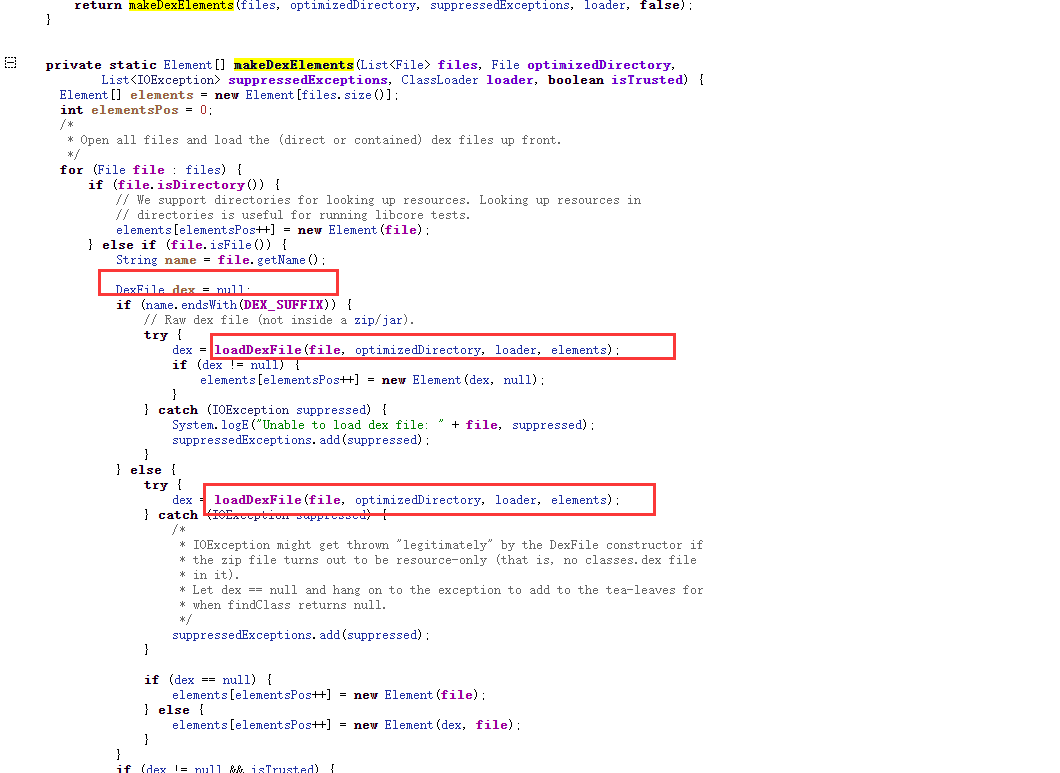 return makeDexElements(files, optimizedDirectory, suppressedExceptions, loader, false);
    }

    private static Element[] makeDexElements(List<File> files, File optimizedDirectory,
            List<IOException> suppressedExceptions, ClassLoader loader, boolean isTrusted) {
      Element[] elements = new Element[files.size()];
      int elementsPos = 0;
      /*
       * Open all files and load the (direct or contained) dex files up front.
       */
      for (File file : files) {
          if (file.isDirectory()) {
              // We support directories for looking up resources. Looking up resources in
              // directories is useful for running libcore tests.
              elements[elementsPos++] = new Element(file);
          } else if (file.isFile()) {
              String name = file.getName();
              DexFile dex = null;
              if (name.endsWith(DEX_SUFFIX)) {
                  // Raw dex file (not inside a zip/jar).
                  try {
                      dex = loadDexFile(file, optimizedDirectory, loader, elements);
                      if (dex != null) {
                          elements[elementsPos++] = new Element(dex, null);
                      }
                  } catch (IOException suppressed) {
                      System.logE("Unable to load dex file: " + file, suppressed);
                      suppressedExceptions.add(suppressed);
                  }
              } else {
                  try {
                      dex = loadDexFile(file, optimizedDirectory, loader, elements);
                  } catch (IOException suppressed) {
                      /*
                       * IOException might get thrown "legitimately" by the DexFile constructor if
                       * the zip file turns out to be resource-only (that is, no classes.dex file
                       * in it).
                       * Let dex == null and hang on to the exception to add to the tea-leaves for
                       * when findClass returns null.
                       */
                      suppressedExceptions.add(suppressed);
                  }

                  if (dex == null) {
                      elements[elementsPos++] = new Element(file);
                  } else {
                      elements[elementsPos++] = new Element(dex, file);
                  }
              }
              if (dex != null && isTrusted) {